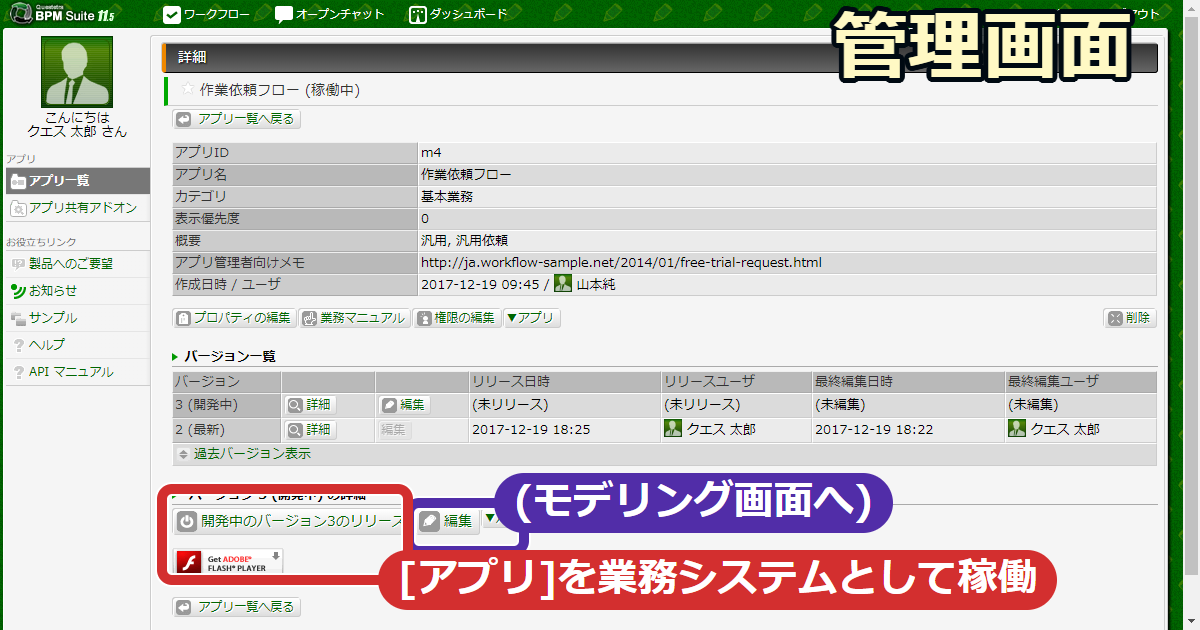 Questetra
BPM Suite 11.5
ワークフロー
オープンチャット
ダッシュボード
管理画面
こんにちは
クエス 太郎 さん
アプリ
アプリ一覧
アプリ共有アドオン
お役立ちリンク
製品へのご要望
お知らせ
サンプル
ヘルプ
API マニュアル
詳細
作業依頼フロー (稼働中)
アプリ一覧へ戻る
アプリID m4
アプリ名 作業依頼フロー
カテゴリ 基本業務
表示優先度 0
概要 汎用, 汎用依頼
アプリ管理者向けメモ http://ja.workflow-sample.net/2014/01/free-trial-request.html
作成日時 / ユーザ 2017-12-19 09:45 / 山本純
プロパティの編集 業務マニュアル 権限の編集 ▼アプリ 削除
バージョン一覧
バージョン リリース日時 リリースユーザ 最終編集日時 最終編集ユーザ
3 (開発中) 詳細 編集 (未リリース) (未リリース) (未編集) (未編集)
2 (最新) 詳細 編集 2017-12-19 18:25 クエス 太郎 2017-12-19 18:22 クエス 太郎
過去バージョン表示
バージョン 3 (開発中) の詳細
開発中のバージョン3のリリース 編集
(モデリング画面へ)
Get ADOBE®
FLASH® PLAYER
[アプリ]を業務システムとして稼働
アプリ一覧へ戻る